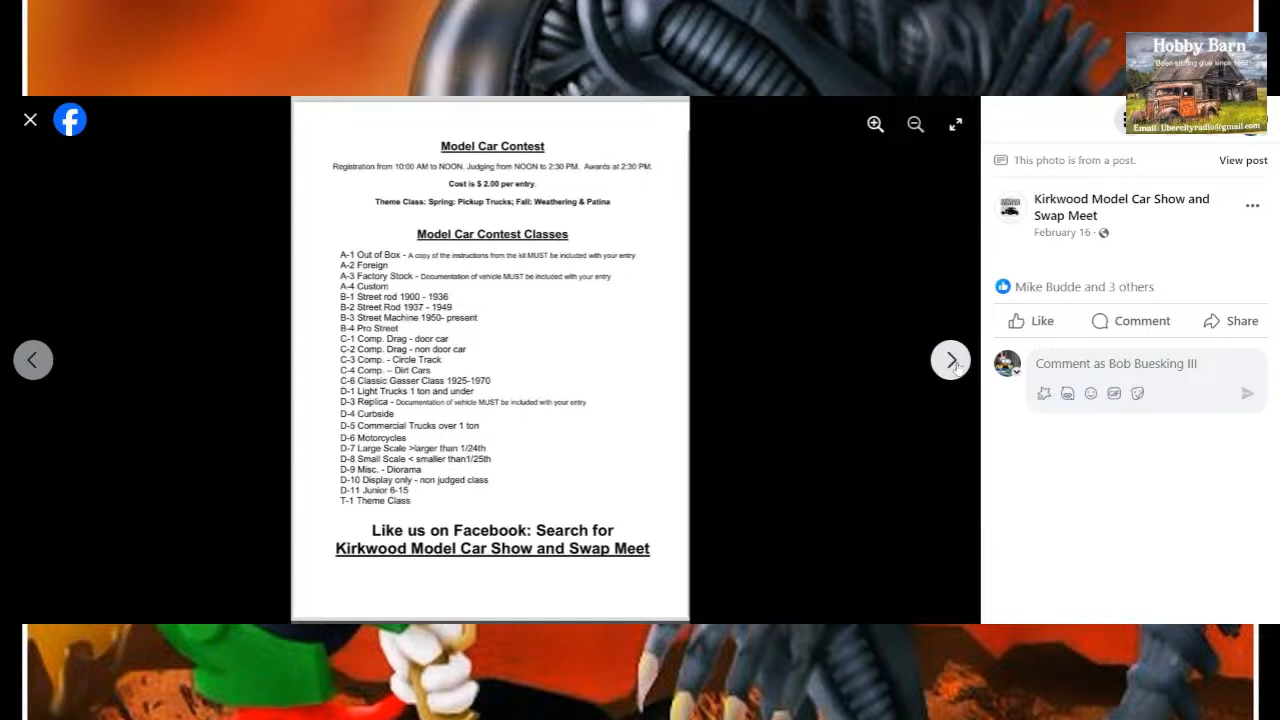 Hobby Barn
"Been sniffing glue since 1962"
Email: Ubercityradio@gmail.com
Model Car Contest
Registration from 10:00 AM to NOON. Judging from NOON to 2:30 PM. Awards at 2:30 PM.
Cost is $ 2.00 per entry.
Theme Class: Spring: Pickup Trucks; Fall: Weathering & Patina
Model Car Contest Classes
A-1 Out of Box - A copy of the instructions from the kit MUST be included with your entry
A-2 Foreign
A-3 Factory Stock - Documentation of vehicle MUST be included with your entry
A-4 Custom
B-1 Street rod 1900 - 1936
B-2 Street Rod 1937 - 1949
B-3 Street Machine 1950- present
B-4 Pro Street
C-1 Comp. Drag - door car
C-2 Comp. Drag - non door car
C-3 Comp. - Circle Track
C-4 Comp. – Dirt Cars
C-6 Classic Gasser Class 1925-1970
D-1 Light Trucks 1 ton and under
D-3 Replica - Documentation of vehicle MUST be included with your entry
D-4 Curbside
D-5 Commercial Trucks over 1 ton
D-6 Motorcycles
D-7 Large Scale >larger than 1/24th
D-8 Small Scale < smaller than1/25th
D-9 Misc. - Diorama
D-10 Display only - non judged class
D-11 Junior 6-15
T-1 Theme Class
Like us on Facebook: Search for
Kirkwood Model Car Show and Swap Meet
This photo is from a post. View post
Kirkwood Model Car Show and
Swap Meet
February 16 ·
Mike Budde and 3 others
Like Comment Share
Comment as Bob Buesking III
GIF